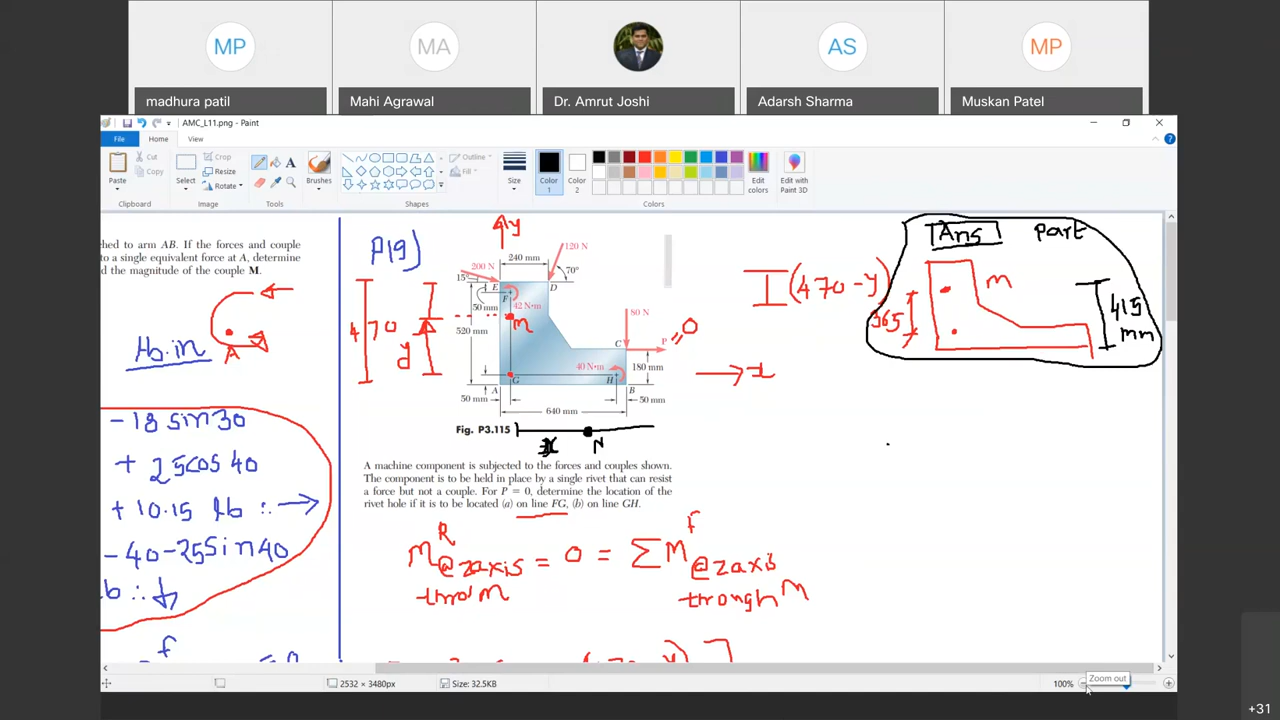 MP
MA
AS
MP
madhura patil
Mahi Agrawal
Dr. Amrut Joshi
Adarsh Sharma
Muskan Patel
AMC_L11.png - Paint
File
Home
View
Paste
Cut
Copy
Clipboard
Select
Crop
Resize
Rotate
Image
Tools
Brushes
Shapes
Outline
Fill
Size
Color 1
Color 2
Edit colors
Edit with Paint 3D
Colors
ched to arm AB. If the forces and couple
to a single equivalent force at A, determine
d the magnitude of the couple M.
A
lb.in
-18 sin30
+ 25cos 40
+ 10.15 lb ∴ →
-40-25sin40
lb ∴ ↓
f
P19)
y
120 N
240 mm
70°
200 N
15°
E
D
F
50 mm
42 N·m
M
470
y
520 mm
80 N
C
P
= 0
40 N·m
180 mm
x
G
H
A
B
50 mm
50 mm
640 mm
Fig. P3.115
x
N
A machine component is subjected to the forces and couples shown.
The component is to be held in place by a single rivet that can resist
a force but not a couple. For P = 0, determine the location of the
rivet hole if it is to be located (a) on line FG, (b) on line GH.
M R @ zaxis thro' M = 0 = ΣM F @ zaxis through M
(470-y) ]
(470-y)
Ans part
m
365
415 mm
2532 × 3480px
Size: 32.5KB
100%
Zoom out
+31